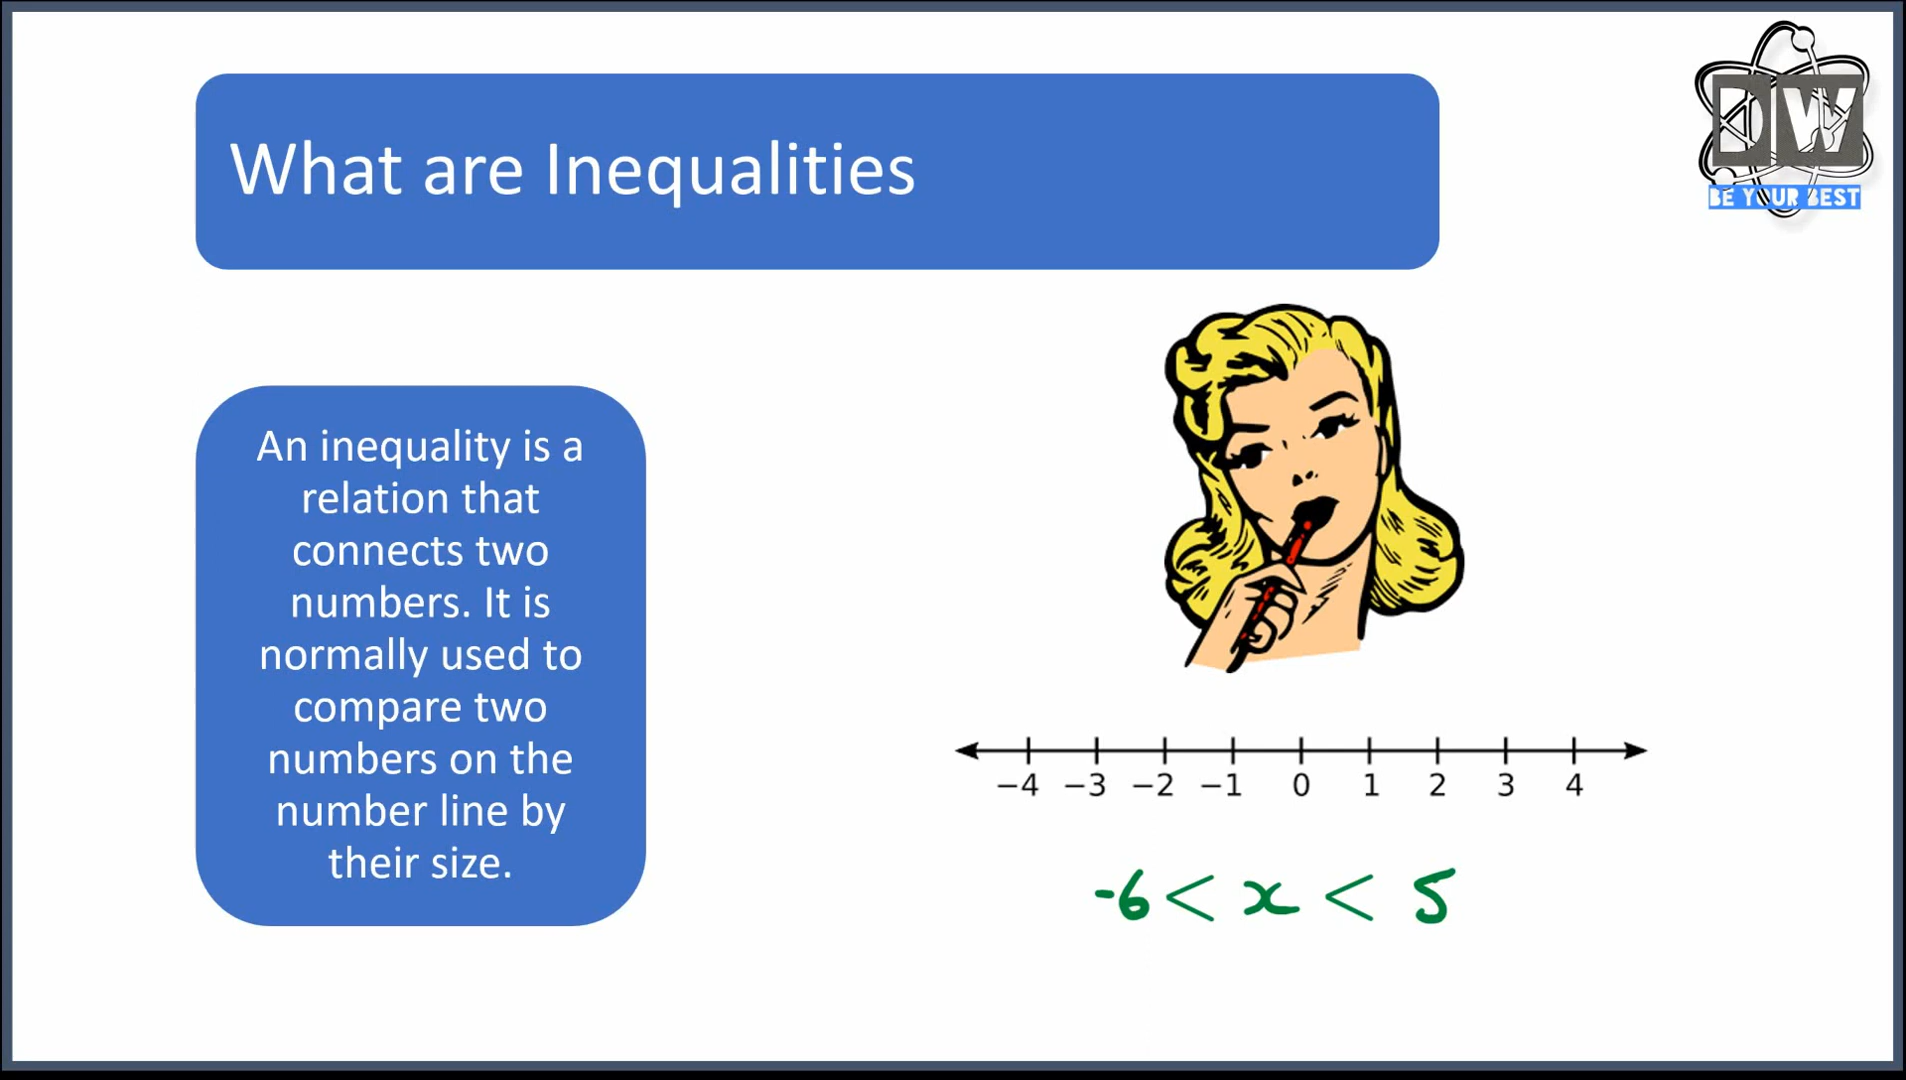 What are Inequalities
DW
BE YOUR BEST
An inequality is a
relation that
connects two
numbers. It is
normally used to
compare two
numbers on the
number line by
their size.
−4 −3 −2 −1 0 1 2 3 4
-6 < x < 5